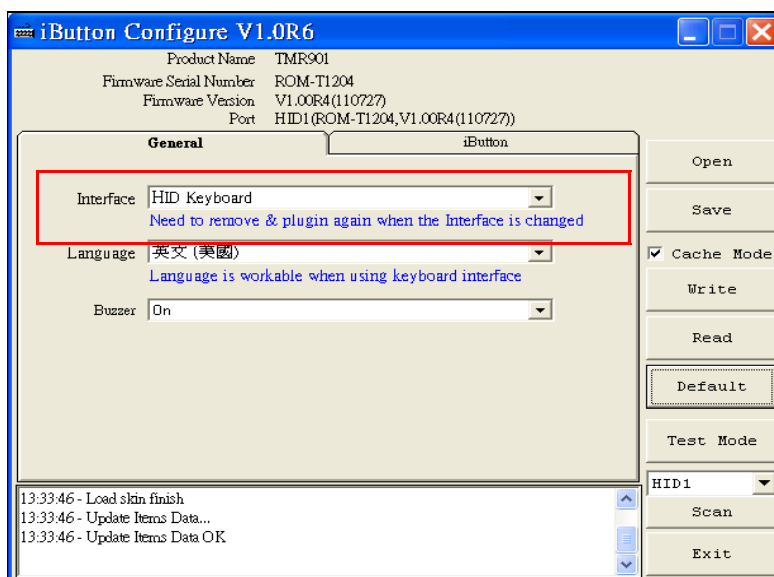 iButton Configure V1.0R6
Product Name TMR901
Firmware Serial Number ROM-T1204
Firmware Version V1.00R4(110727)
Port HID1(ROM-T1204,V1.00R4(110727))
General iButton
Interface HID Keyboard
Need to remove & plugin again when the Interface is changed
Language 英文 (美國)
Language is workable when using keyboard interface
Buzzer On
Open
Save
Cache Mode
Write
Read
Default
Test Mode
HID1
Scan
Exit
13:33:46 - Load skin finish
13:33:46 - Update Items Data...
13:33:46 - Update Items Data OK